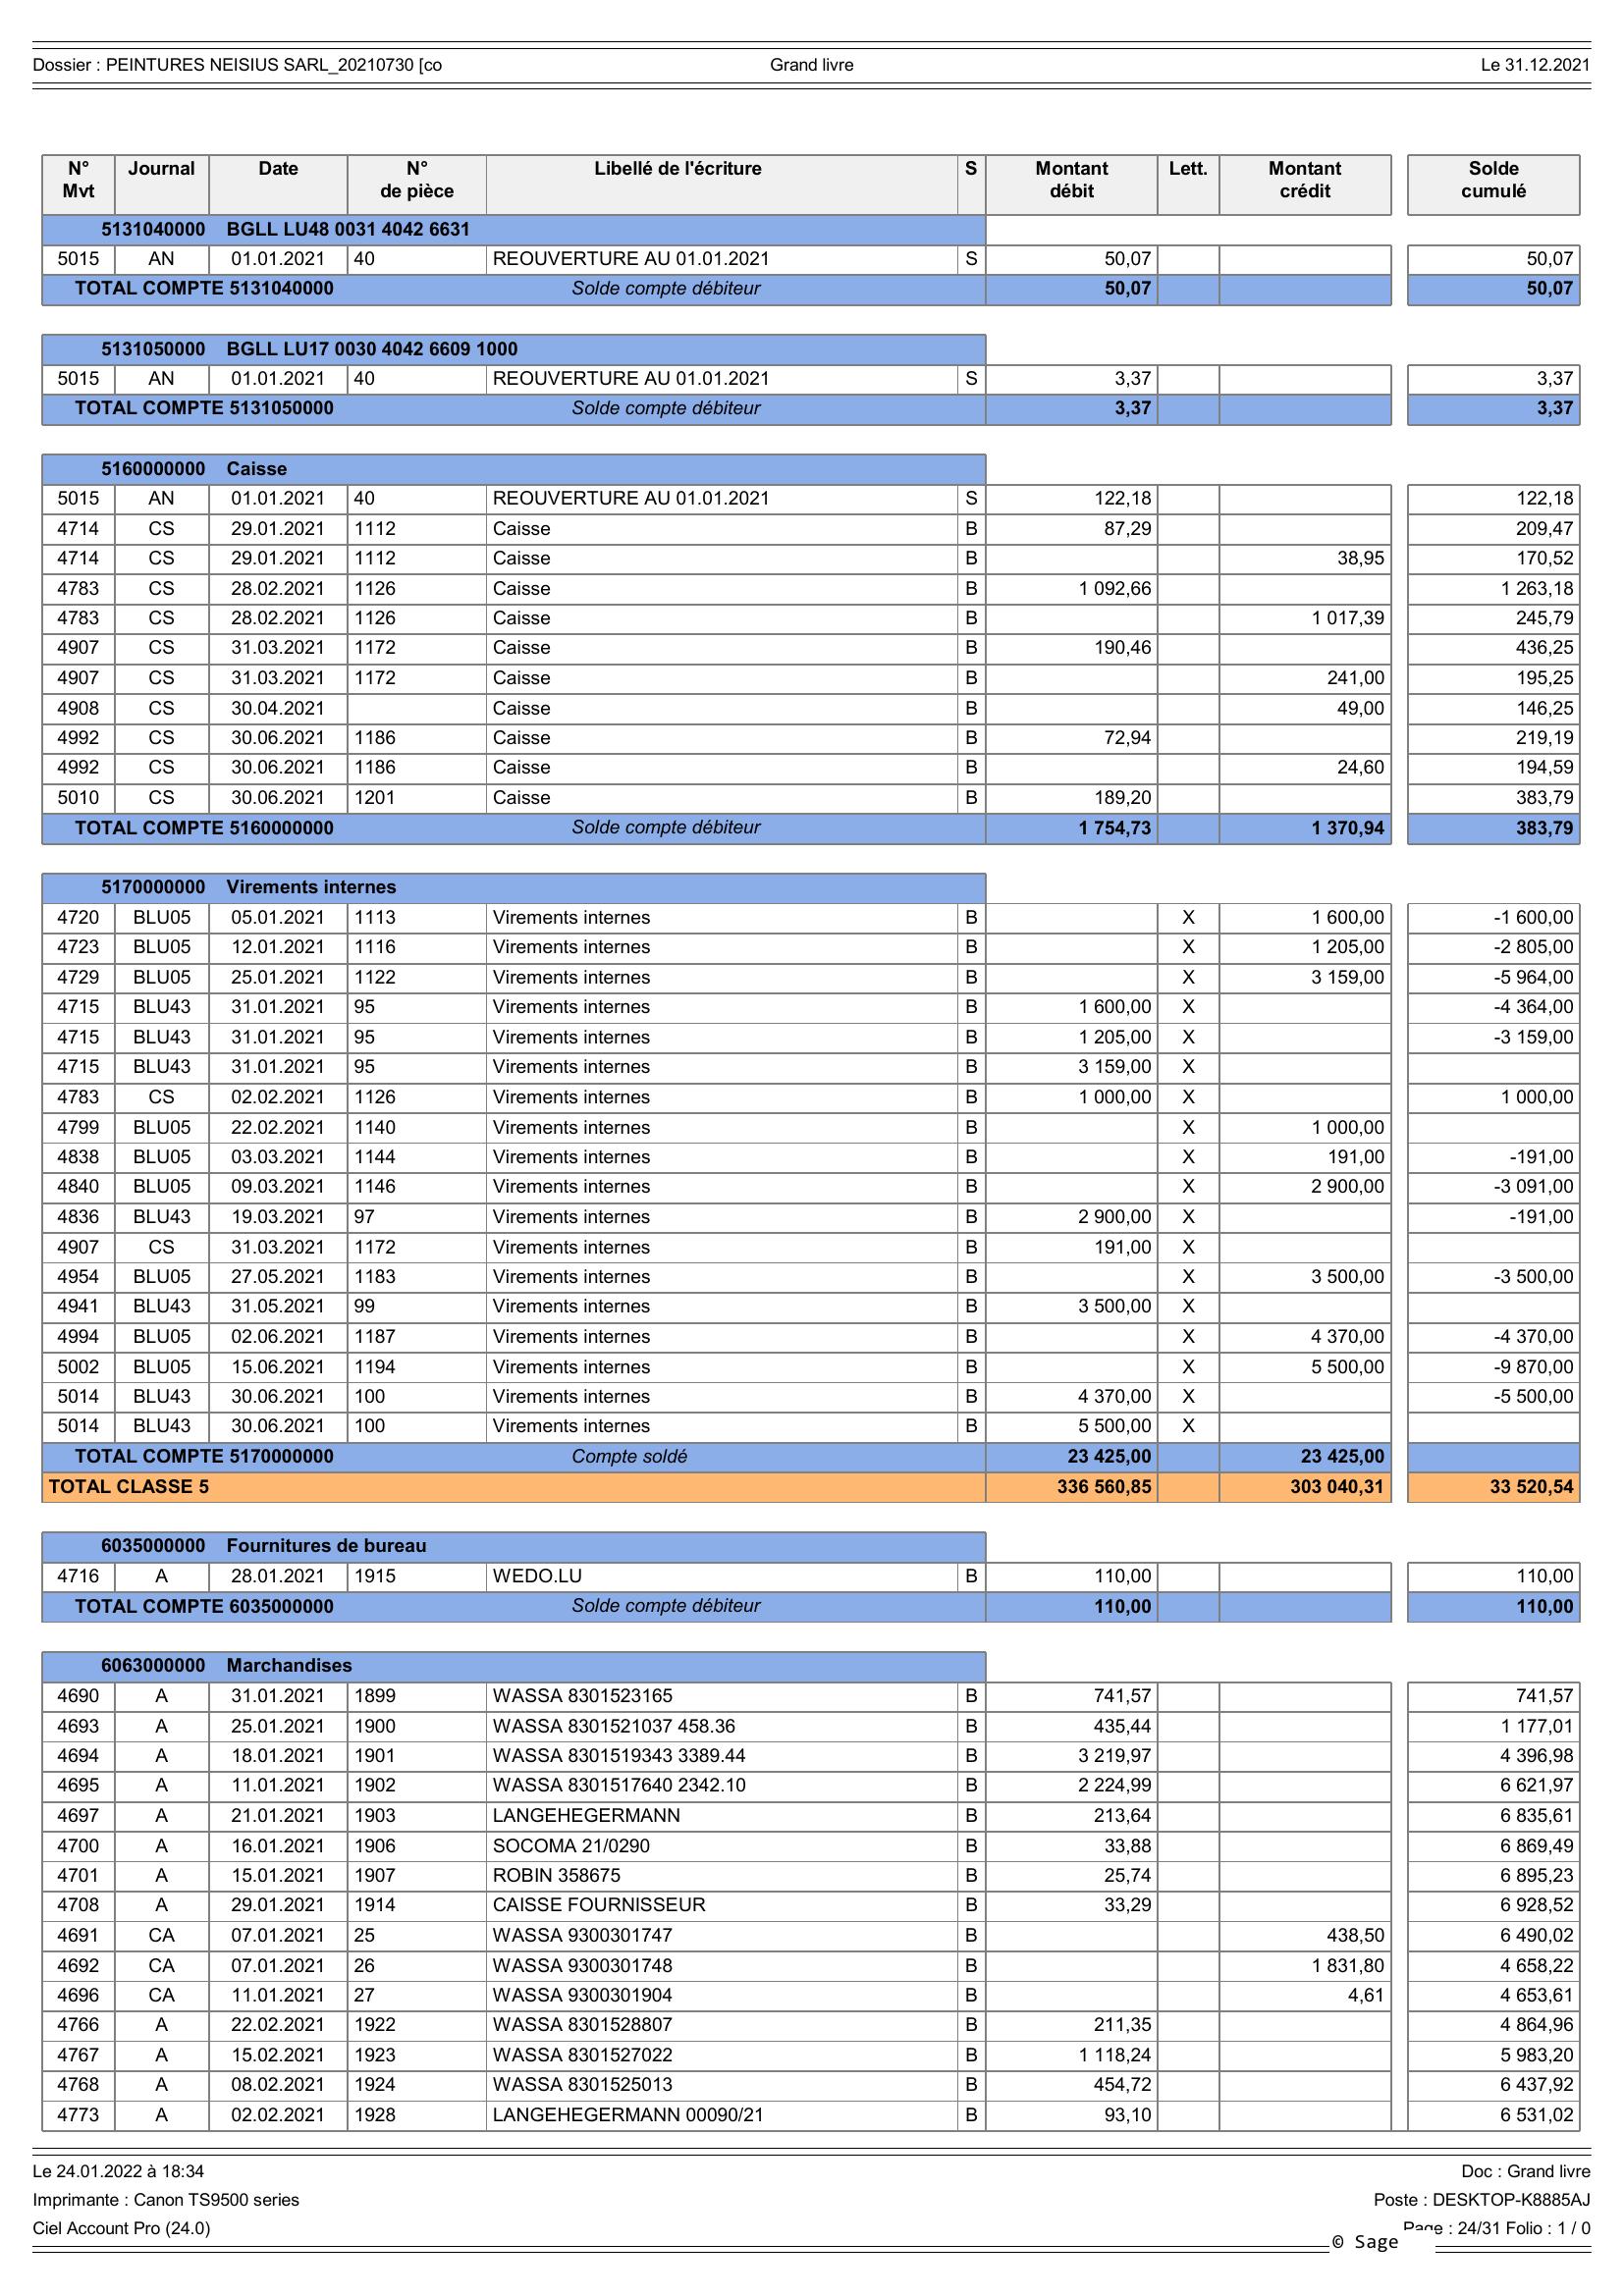 Dossier : PEINTURES NEISIUS SARL_20210730 [co Grand livre Le 31.12.2021
N° Mvt Journal Date N° de pièce Libellé de l'écriture S Montant débit Lett. Montant crédit Solde cumulé
5131040000 BGLL LU48 0031 4042 6631
5015 AN 01.01.2021 40 REOUVERTURE AU 01.01.2021 S 50,07 50,07
TOTAL COMPTE 5131040000 Solde compte débiteur 50,07 50,07
5131050000 BGLL LU17 0030 4042 6609 1000
5015 AN 01.01.2021 40 REOUVERTURE AU 01.01.2021 S 3,37 3,37
TOTAL COMPTE 5131050000 Solde compte débiteur 3,37 3,37
5160000000 Caisse
5015 AN 01.01.2021 40 REOUVERTURE AU 01.01.2021 S 122,18 122,18
4714 CS 29.01.2021 1112 Caisse B 87,29 209,47
4714 CS 29.01.2021 1112 Caisse B 38,95 170,52
4783 CS 28.02.2021 1126 Caisse B 1 092,66 1 263,18
4783 CS 28.02.2021 1126 Caisse B 1 017,39 245,79
4907 CS 31.03.2021 1172 Caisse B 190,46 436,25
4907 CS 31.03.2021 1172 Caisse B 241,00 195,25
4908 CS 30.04.2021 Caisse B 49,00 146,25
4992 CS 30.06.2021 1186 Caisse B 72,94 219,19
4992 CS 30.06.2021 1186 Caisse B 24,60 194,59
5010 CS 30.06.2021 1201 Caisse B 189,20 383,79
TOTAL COMPTE 5160000000 Solde compte débiteur 1 754,73 1 370,94 383,79
5170000000 Virements internes
4720 BLU05 05.01.2021 1113 Virements internes B X 1 600,00 -1 600,00
4723 BLU05 12.01.2021 1116 Virements internes B X 1 205,00 -2 805,00
4729 BLU05 25.01.2021 1122 Virements internes B X 3 159,00 -5 964,00
4715 BLU43 31.01.2021 95 Virements internes B 1 600,00 X -4 364,00
4715 BLU43 31.01.2021 95 Virements internes B 1 205,00 X -3 159,00
4715 BLU43 31.01.2021 95 Virements internes B 3 159,00 X
4783 CS 02.02.2021 1126 Virements internes B 1 000,00 X 1 000,00
4799 BLU05 22.02.2021 1140 Virements internes B X 1 000,00
4838 BLU05 03.03.2021 1144 Virements internes B X 191,00 -191,00
4840 BLU05 09.03.2021 1146 Virements internes B X 2 900,00 -3 091,00
4836 BLU43 19.03.2021 97 Virements internes B 2 900,00 X -191,00
4907 CS 31.03.2021 1172 Virements internes B 191,00 X
4954 BLU05 27.05.2021 1183 Virements internes B X 3 500,00 -3 500,00
4941 BLU43 31.05.2021 99 Virements internes B 3 500,00 X
4994 BLU05 02.06.2021 1187 Virements internes B X 4 370,00 -4 370,00
5002 BLU05 15.06.2021 1194 Virements internes B X 5 500,00 -9 870,00
5014 BLU43 30.06.2021 100 Virements internes B 4 370,00 X -5 500,00
5014 BLU43 30.06.2021 100 Virements internes B 5 500,00 X
TOTAL COMPTE 5170000000 Compte soldé 23 425,00 23 425,00
TOTAL CLASSE 5 336 560,85 303 040,31 33 520,54
6035000000 Fournitures de bureau
4716 A 28.01.2021 1915 WEDO.LU B 110,00 110,00
TOTAL COMPTE 6035000000 Solde compte débiteur 110,00 110,00
6063000000 Marchandises
4690 A 31.01.2021 1899 WASSA 8301523165 B 741,57 741,57
4693 A 25.01.2021 1900 WASSA 8301521037 458.36 B 435,44 1 177,01
4694 A 18.01.2021 1901 WASSA 8301519343 3389.44 B 3 219,97 4 396,98
4695 A 11.01.2021 1902 WASSA 8301517640 2342.10 B 2 224,99 6 621,97
4697 A 21.01.2021 1903 LANGEHEGERMANN B 213,64 6 835,61
4700 A 16.01.2021 1906 SOCOMA 21/0290 B 33,88 6 869,49
4701 A 15.01.2021 1907 ROBIN 358675 B 25,74 6 895,23
4708 A 29.01.2021 1914 CAISSE FOURNISSEUR B 33,29 6 928,52
4691 CA 07.01.2021 25 WASSA 9300301747 B 438,50 6 490,02
4692 CA 07.01.2021 26 WASSA 9300301748 B 1 831,80 4 658,22
4696 CA 11.01.2021 27 WASSA 9300301904 B 4,61 4 653,61
4766 A 22.02.2021 1922 WASSA 8301528807 B 211,35 4 864,96
4767 A 15.02.2021 1923 WASSA 8301527022 B 1 118,24 5 983,20
4768 A 08.02.2021 1924 WASSA 8301525013 B 454,72 6 437,92
4773 A 02.02.2021 1928 LANGEHEGERMANN 00090/21 B 93,10 6 531,02
Le 24.01.2022 à 18:34 Doc : Grand livre
Imprimante : Canon TS9500 series Poste : DESKTOP-K8885AJ
Ciel Account Pro (24.0) Page : 24/31 Folio : 1 / 0
© Sage